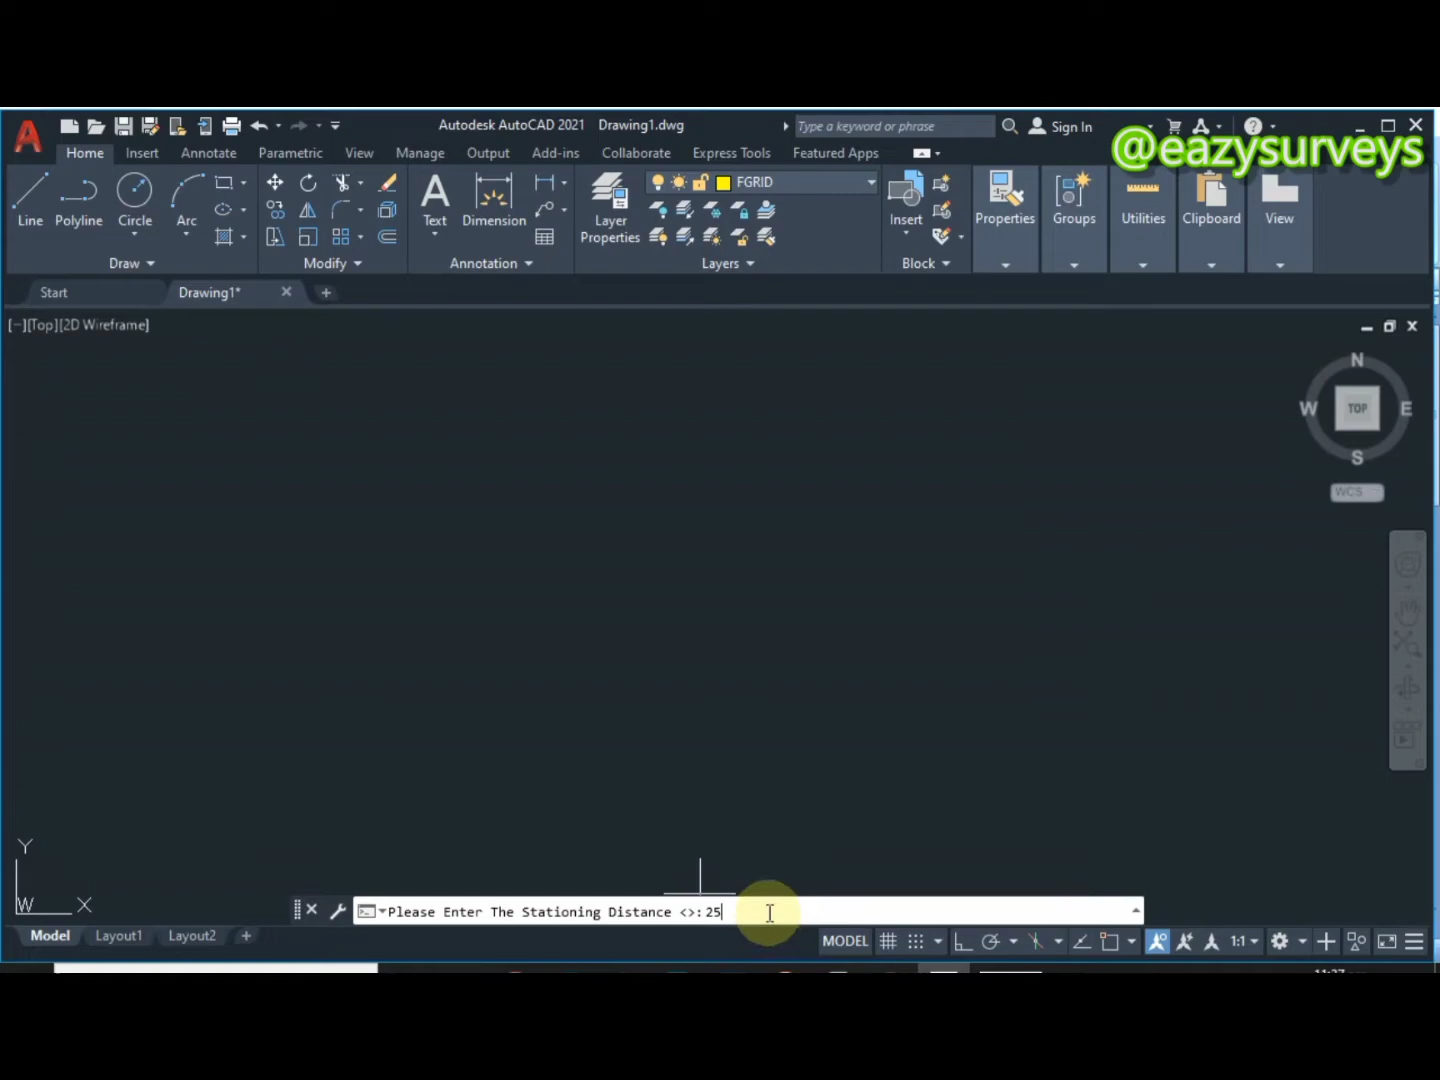 Autodesk AutoCAD 2021 Drawing1.dwg
Type a keyword or phrase
Sign In
@eazysurveys
Home Insert Annotate Parametric View Manage Output Add-ins Collaborate Express Tools Featured Apps
FGRID
Line Polyline Circle Arc
Text Dimension
Layer Properties
Insert
Properties Groups Utilities Clipboard View
Draw Modify Annotation Layers Block
Start Drawing1*
[−][Top][2D Wireframe]
N
W TOP E
S
WCS
Y
W X
Please Enter The Stationing Distance <>: 25
Model Layout1 Layout2
MODEL 1:1